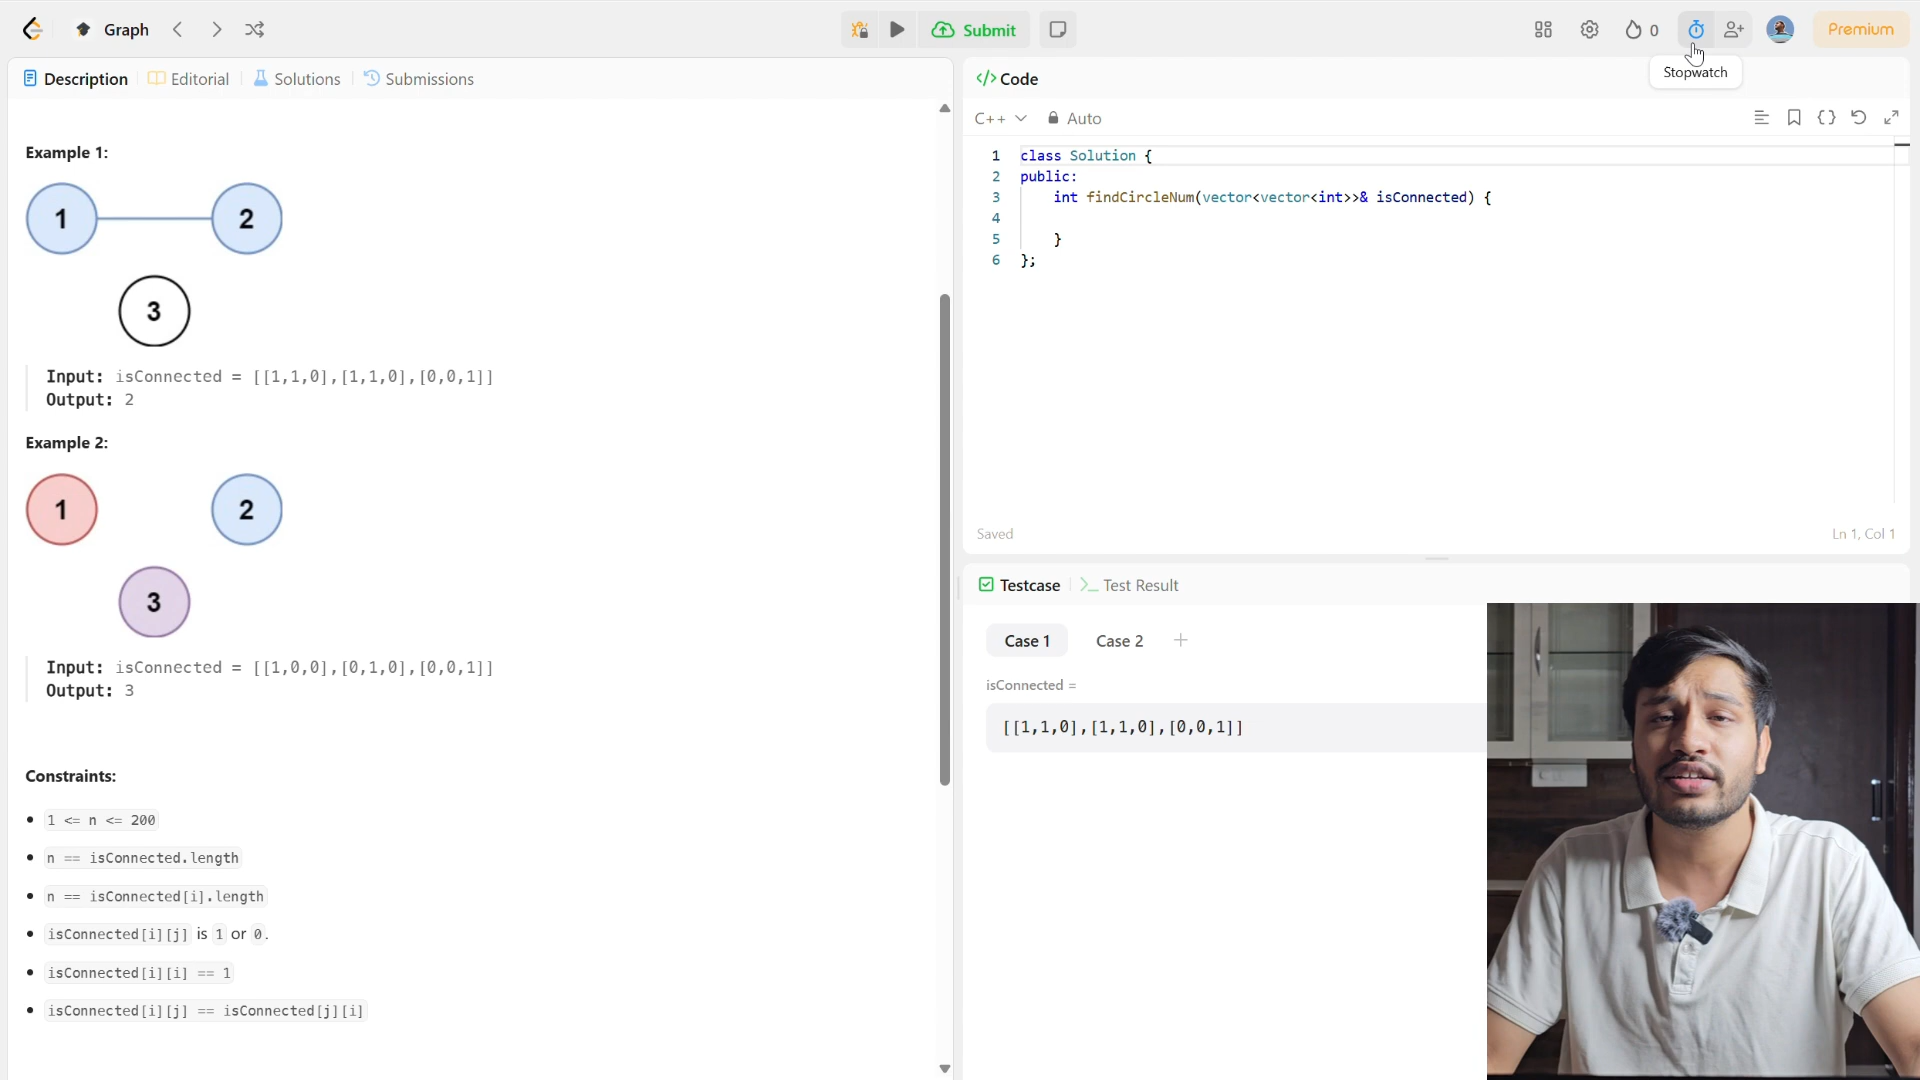 Graph
Submit
0
Premium
Stopwatch
Description
Editorial
Solutions
Submissions
Example 1:
1
2
3
Input: isConnected = [[1,1,0],[1,1,0],[0,0,1]]
Output: 2
Example 2:
1
2
3
Input: isConnected = [[1,0,0],[0,1,0],[0,0,1]]
Output: 3
Constraints:
• 1 <= n <= 200
• n == isConnected.length
• n == isConnected[i].length
• isConnected[i][j] is 1 or 0.
• isConnected[i][i] == 1
• isConnected[i][j] == isConnected[j][i]
</> Code
C++
Auto
1 class Solution {
2 public:
3 int findCircleNum(vector<vector<int>>& isConnected) {
4
5 }
6 };
Saved
Ln 1, Col 1
Testcase
Test Result
Case 1
Case 2
isConnected =
[[1,1,0],[1,1,0],[0,0,1]]